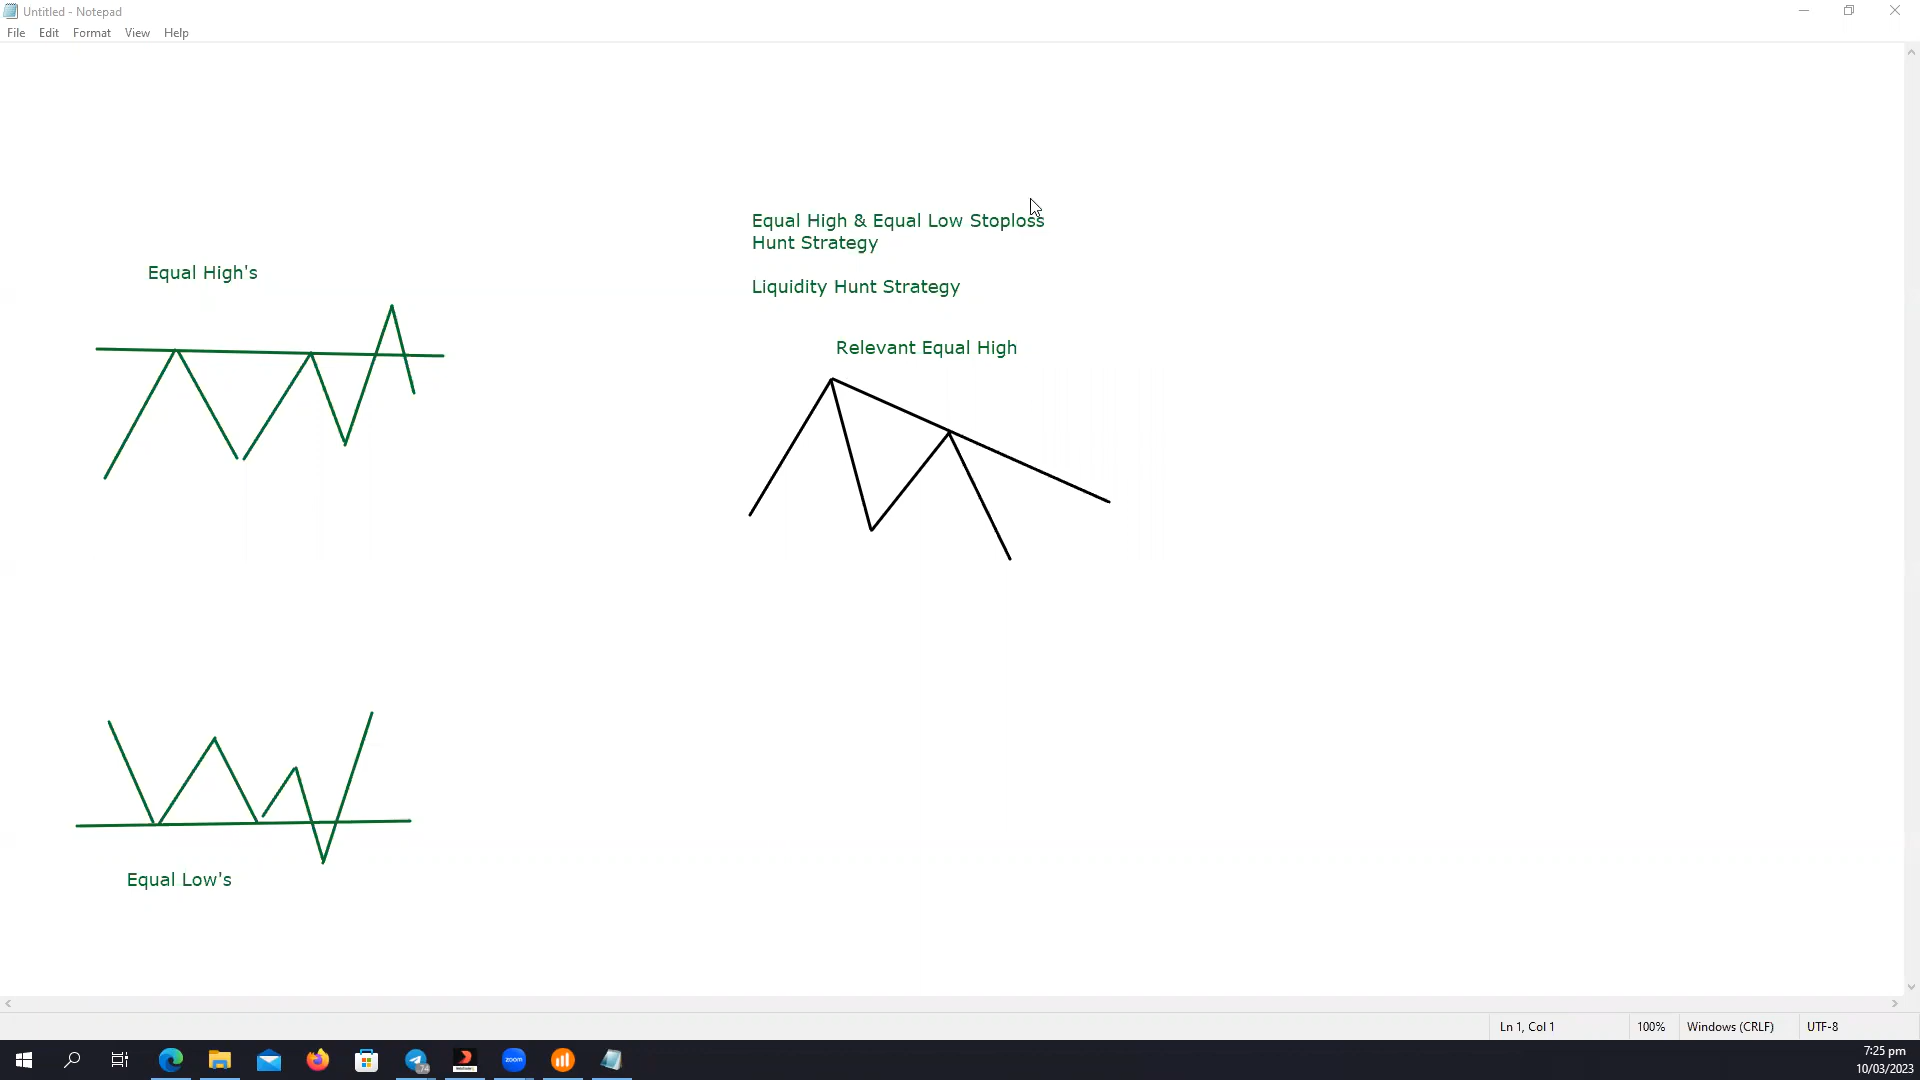 Untitled - Notepad
File Edit Format View Help
Equal High & Equal Low Stoploss
Hunt Strategy
Equal High's
Liquidity Hunt Strategy
Relevant Equal High
Equal Low's
Ln 1, Col 1 100% Windows (CRLF) UTF-8
zoom
74
7:25 pm
10/03/2023